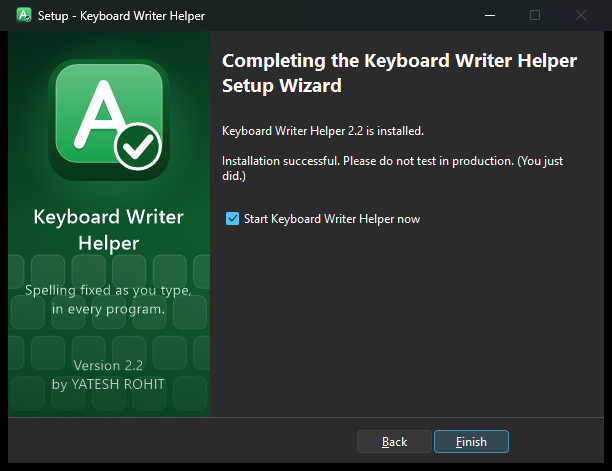 Setup - Keyboard Writer Helper
A
Keyboard Writer
Helper
Spelling fixed as you type,
in every program.
Version 2.2
by YATESH ROHIT
Completing the Keyboard Writer Helper
Setup Wizard
Keyboard Writer Helper 2.2 is installed.
Installation successful. Please do not test in production. (You just
did.)
Start Keyboard Writer Helper now
Back
Finish